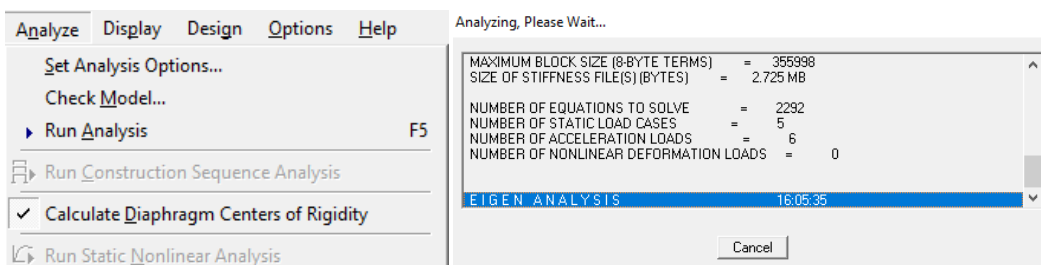 Analyze Display Design Options Help
Set Analysis Options...
Check Model...
Run Analysis F5
Run Construction Sequence Analysis
Calculate Diaphragm Centers of Rigidity
Run Static Nonlinear Analysis
Analyzing, Please Wait...
MAXIMUM BLOCK SIZE (8-BYTE TERMS) = 355998
SIZE OF STIFFNESS FILE(S) (BYTES) = 2.725 MB
NUMBER OF EQUATIONS TO SOLVE = 2292
NUMBER OF STATIC LOAD CASES = 5
NUMBER OF ACCELERATION LOADS = 6
NUMBER OF NONLINEAR DEFORMATION LOADS = 0
E I G E N A N A L Y S I S 16:05:35
Cancel